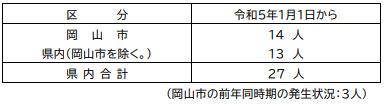 区　　分　　令和5年1月1日から
岡　山　市　　14　人
県内(岡山市を除く。)　　13　人
県 内 合 計　　27　人
(岡山市の前年同時期の発生状況：3人)